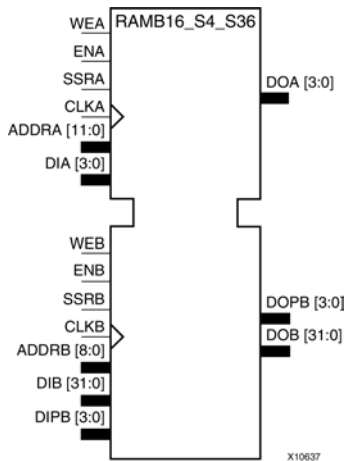 RAMB16_S4_S36
WEA
ENA
SSRA
CLKA
ADDRA [11:0]
DIA [3:0]
DOA [3:0]
WEB
ENB
SSRB
CLKB
ADDRB [8:0]
DIB [31:0]
DIPB [3:0]
DOPB [3:0]
DOB [31:0]
X10637